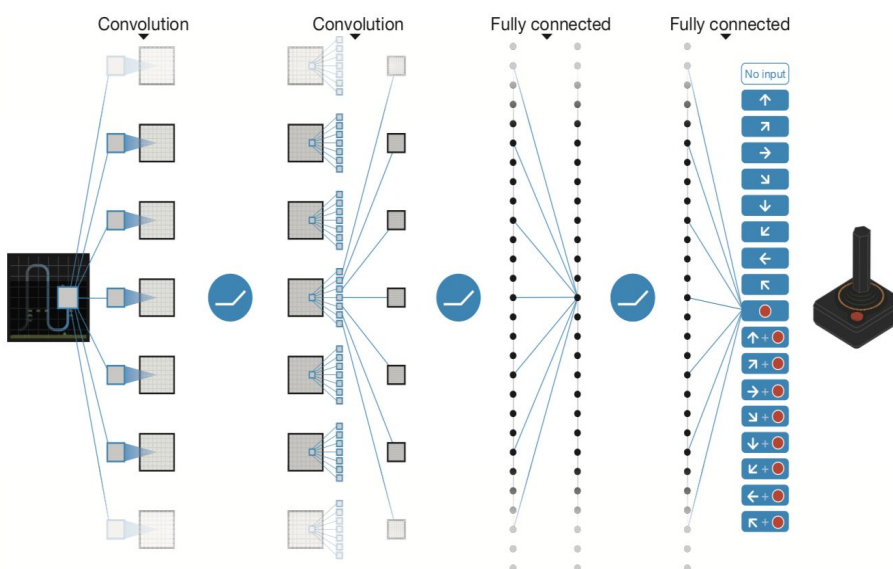 Convolution
Convolution
Fully connected
Fully connected
No input
+
+
+
+
+
+
+
+